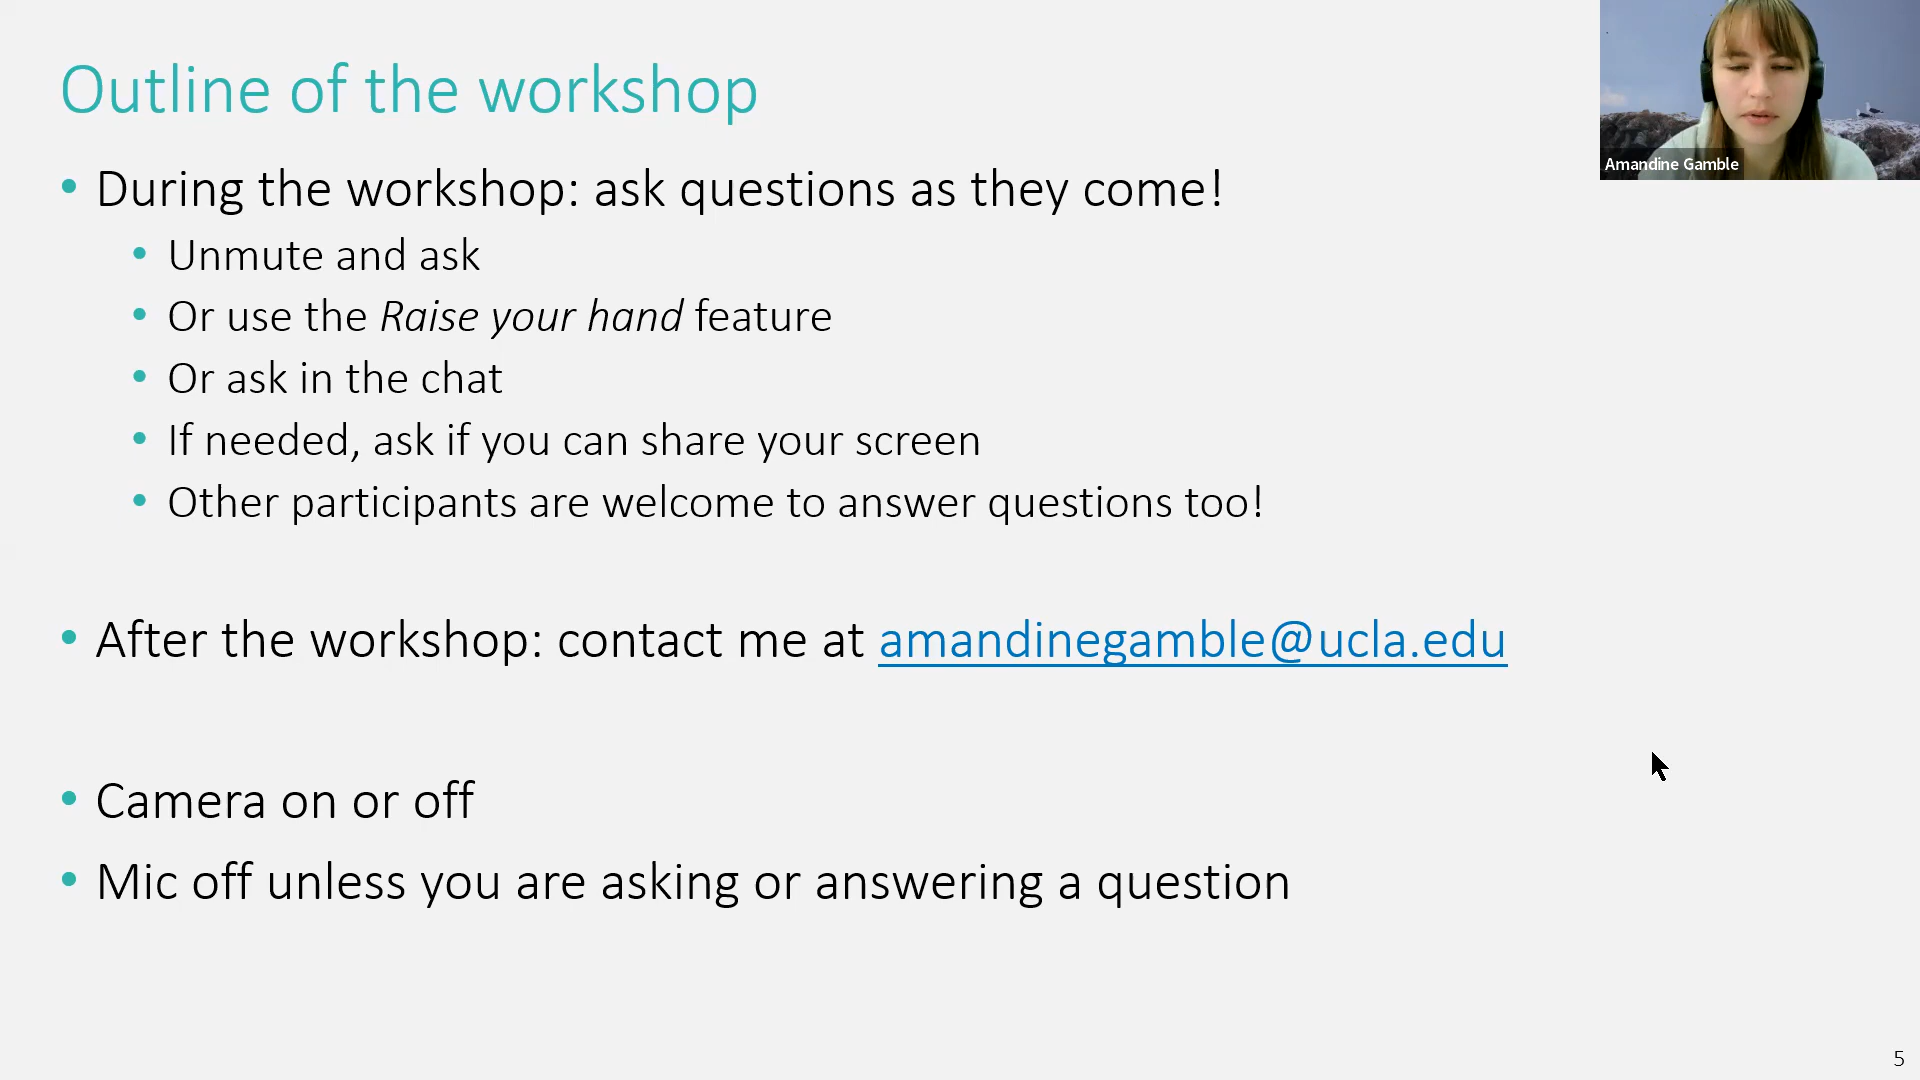 Outline of the workshop
Amandine Gamble
• During the workshop: ask questions as they come!
• Unmute and ask
• Or use the Raise your hand feature
• Or ask in the chat
• If needed, ask if you can share your screen
• Other participants are welcome to answer questions too!
• After the workshop: contact me at amandinegamble@ucla.edu
• Camera on or off
• Mic off unless you are asking or answering a question
5